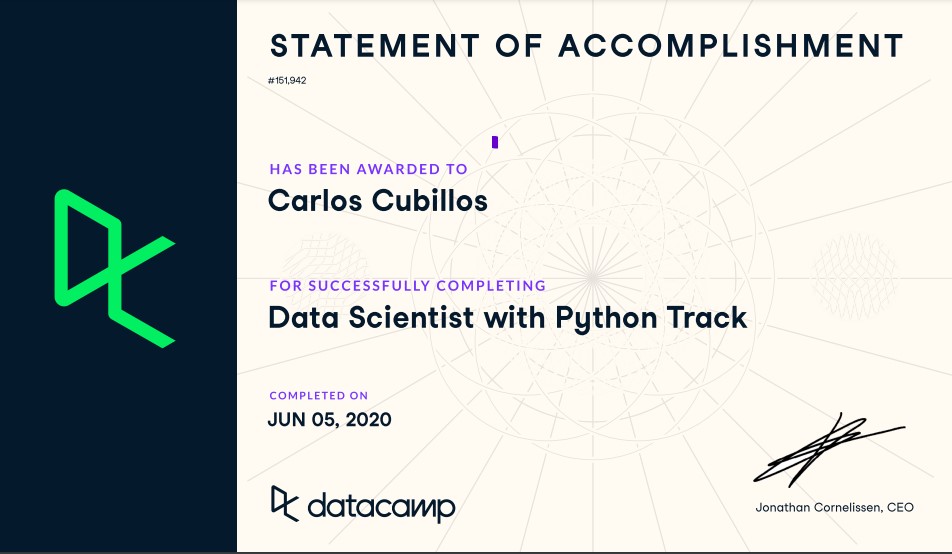 STATEMENT OF ACCOMPLISHMENT
#151,942
HAS BEEN AWARDED TO
Carlos Cubillos
FOR SUCCESSFULLY COMPLETING
Data Scientist with Python Track
COMPLETED ON
JUN 05, 2020
datacamp
Jonathan Cornelissen, CEO